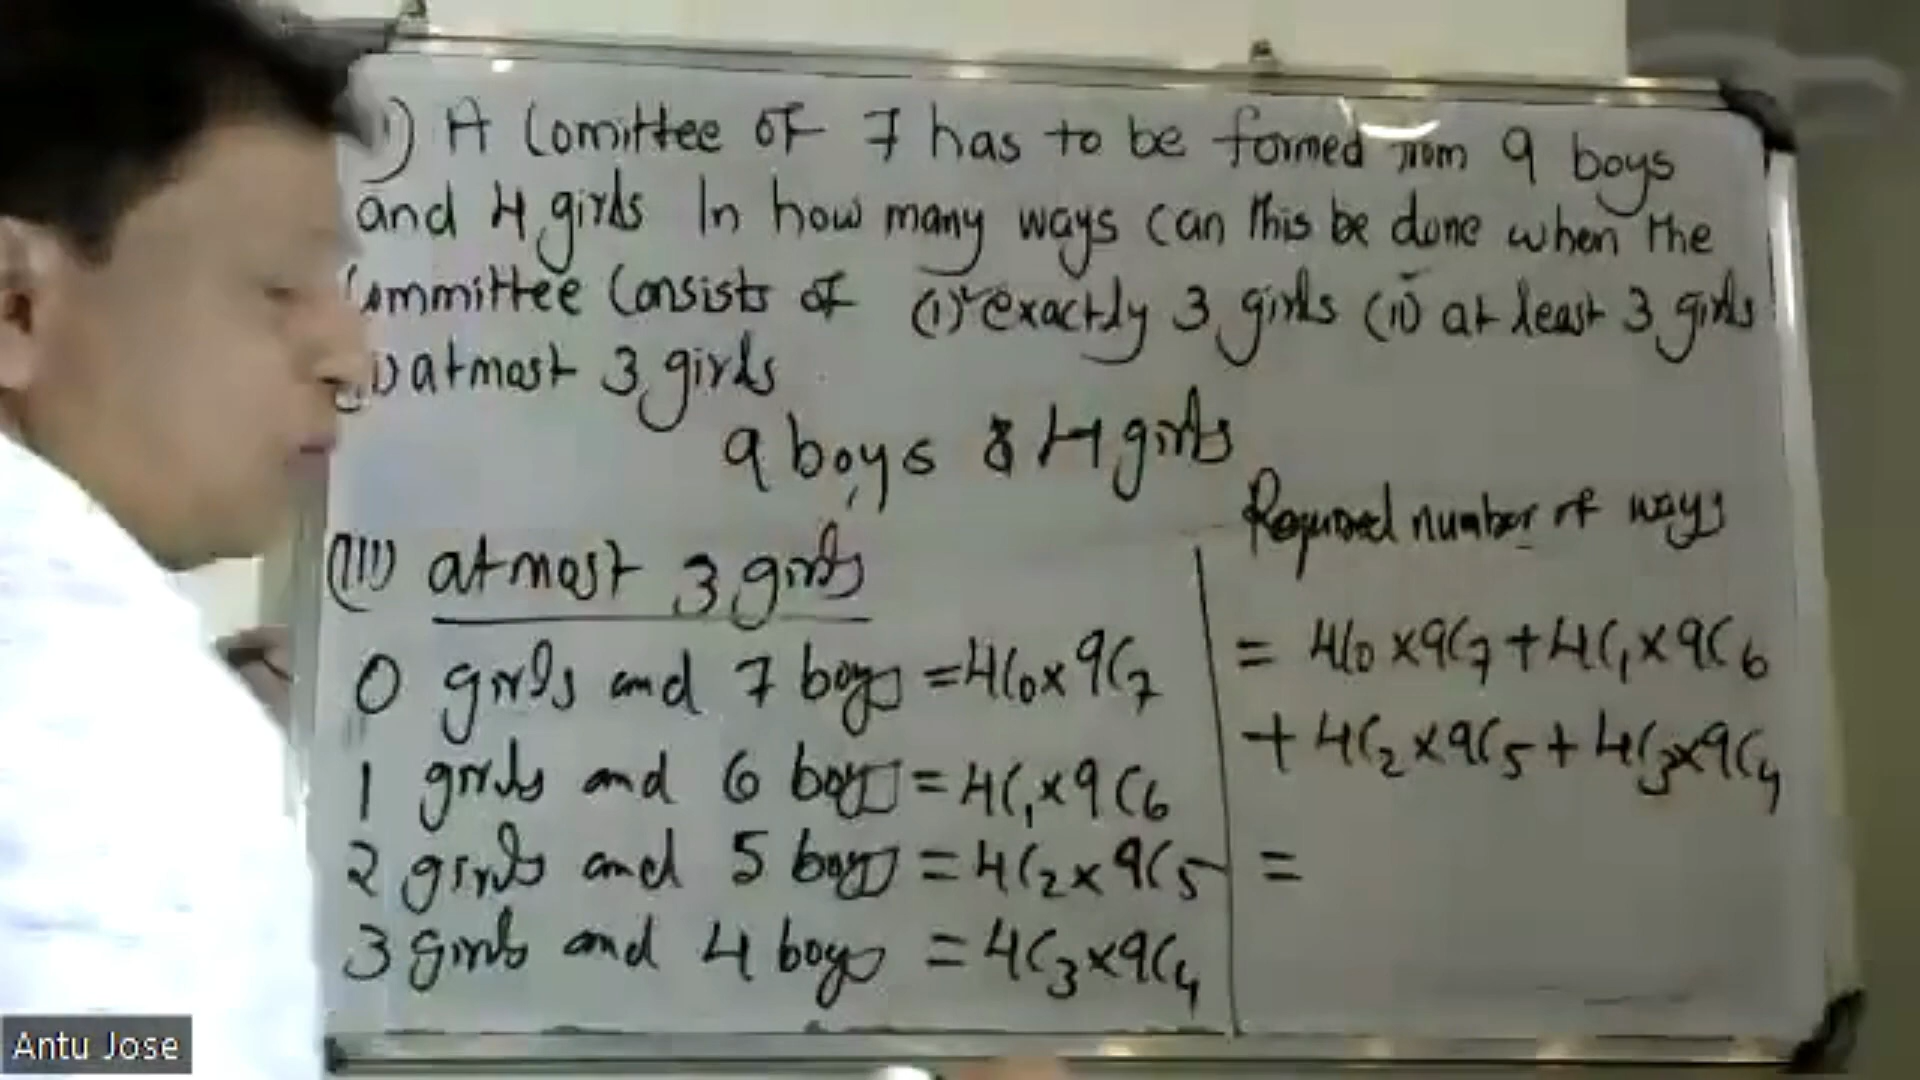 ) A Comittee of 7 has to be formed from 9 boys
and 4 girls In how many ways can this be done when the
committee Consists of (i) exactly 3 girls (ii) at least 3 girls
) atmost 3 girls
9 boys & 4 girls
Required number of ways
(III) atmost 3 girls
0 girls and 7 boys = 4C0 x 9C7
1 girls and 6 boys = 4C1 x 9C6
2 girls and 5 boys = 4C2 x 9C5
3 girls and 4 boys = 4C3 x 9C4
= 4C0 x 9C7 + 4C1 x 9C6
+ 4C2 x 9C5 + 4C3 x 9C4
=
Antu Jose